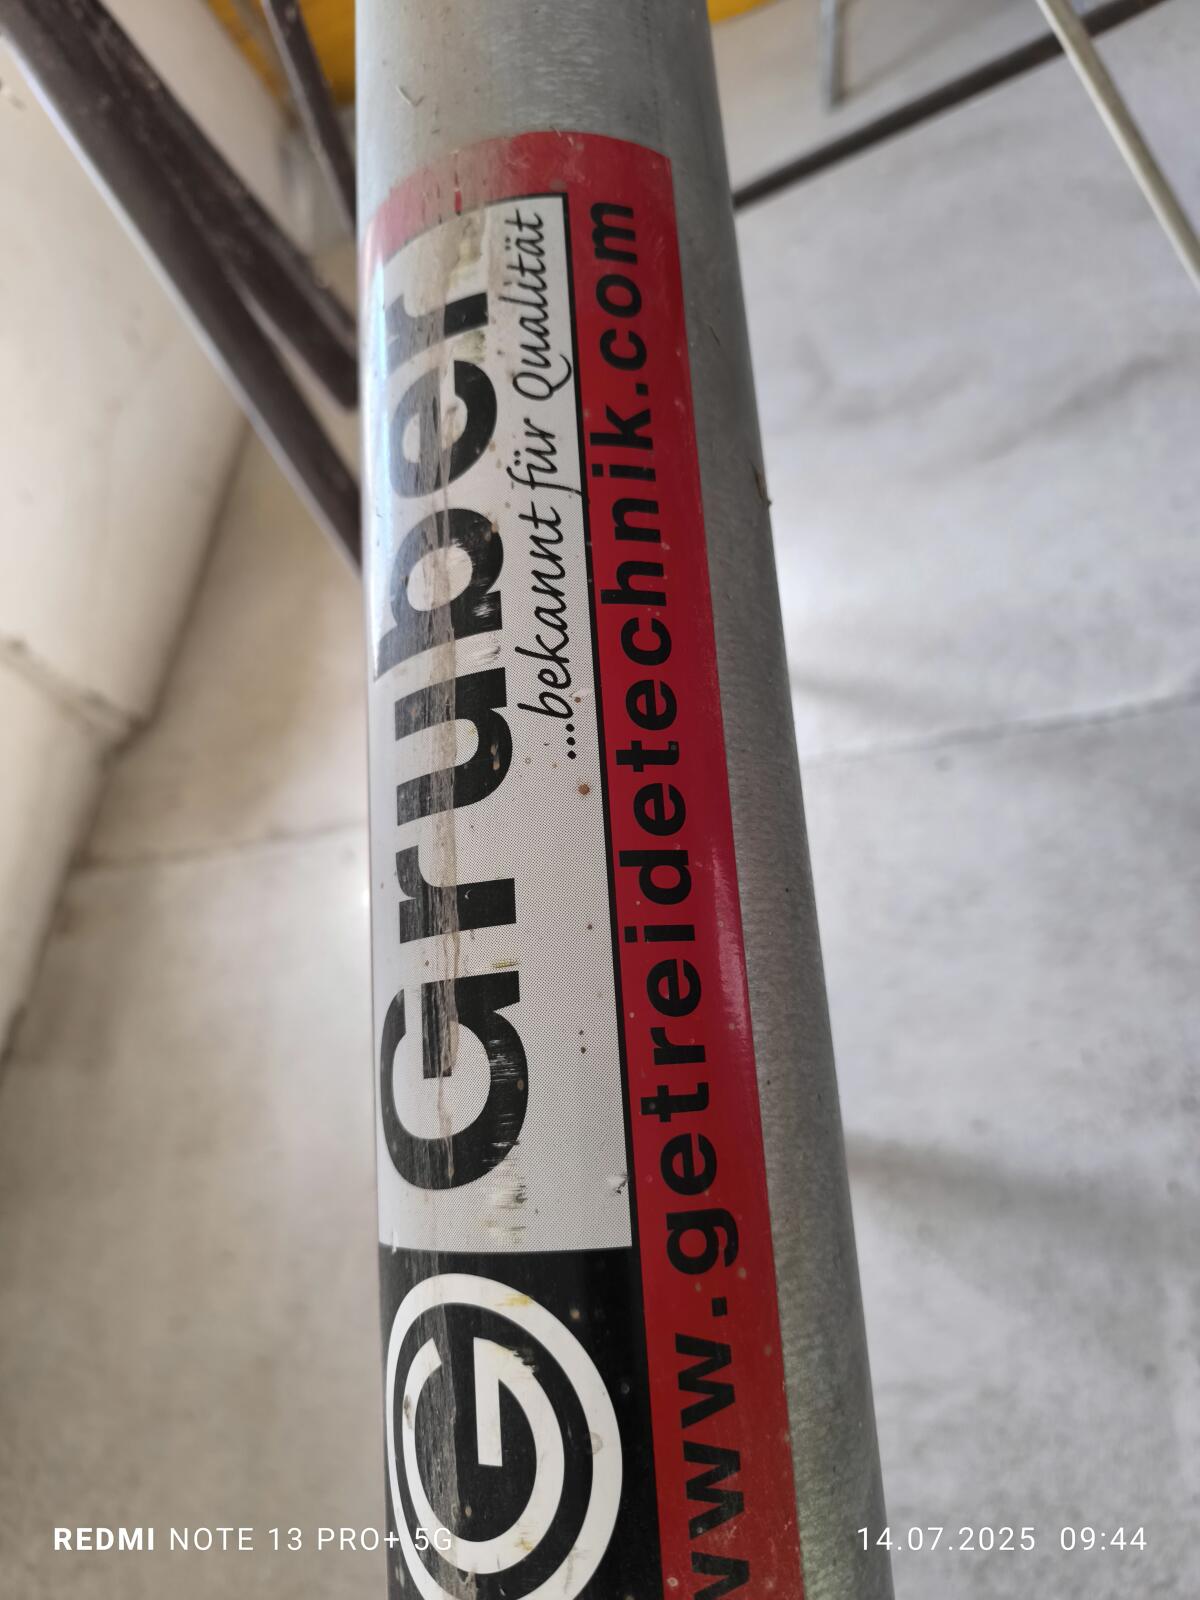 Gruber
...bekannt für Qualität
www.getreidetechnik.com
G
REDMI NOTE 13 PRO+ 5G
14.07.2025 09:44